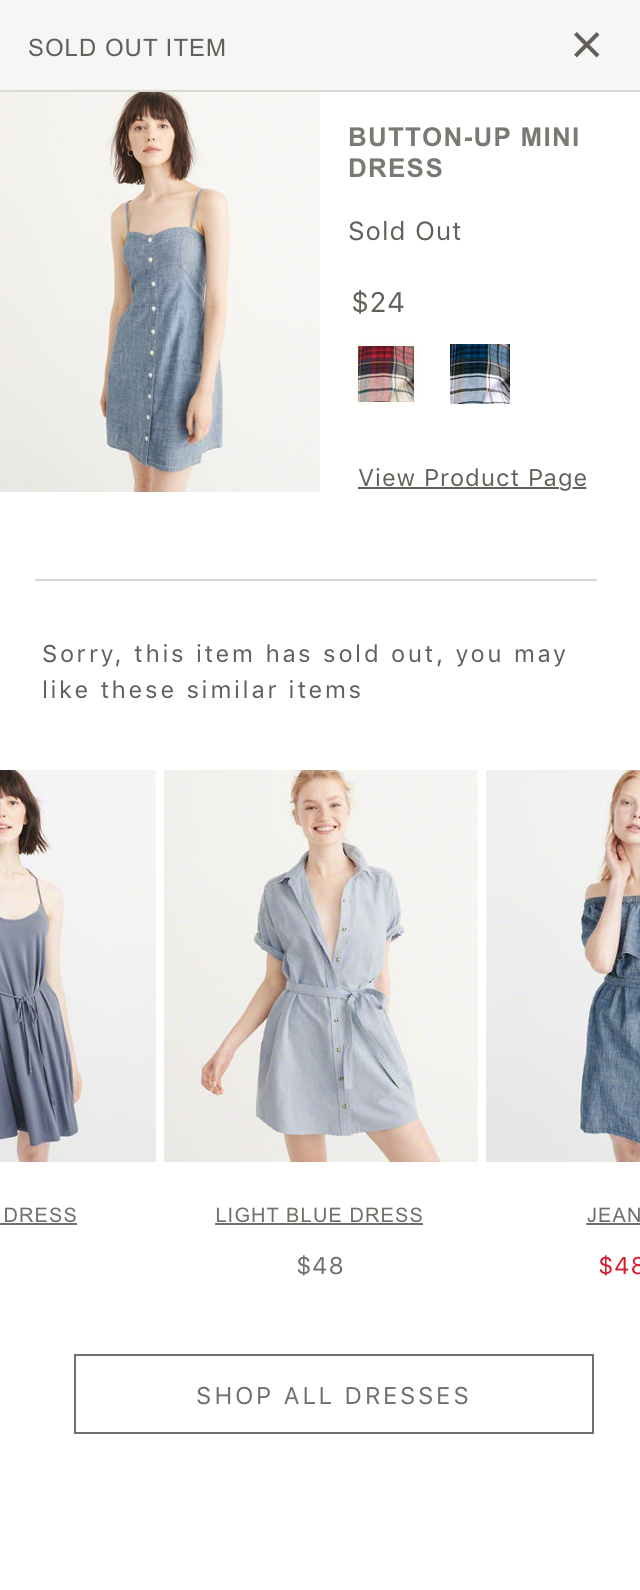 SOLD OUT ITEM
BUTTON-UP MINI
DRESS
Sold Out
$24
View Product Page
Sorry, this item has sold out, you may
like these similar items
DRESS
LIGHT BLUE DRESS
JEAN
$48
$48
SHOP ALL DRESSES